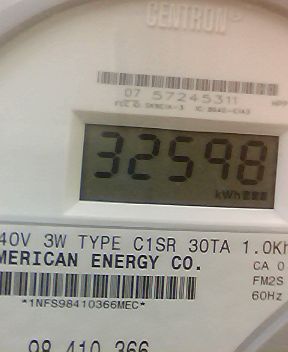 CENTRON
07 57245311
32598
kWh
40V 3W TYPE C1SR 30TA 1.0Kh
MERICAN ENERGY CO.
CA 0
FM2S
60Hz
*1NFS98410366MEC*
98 410 366